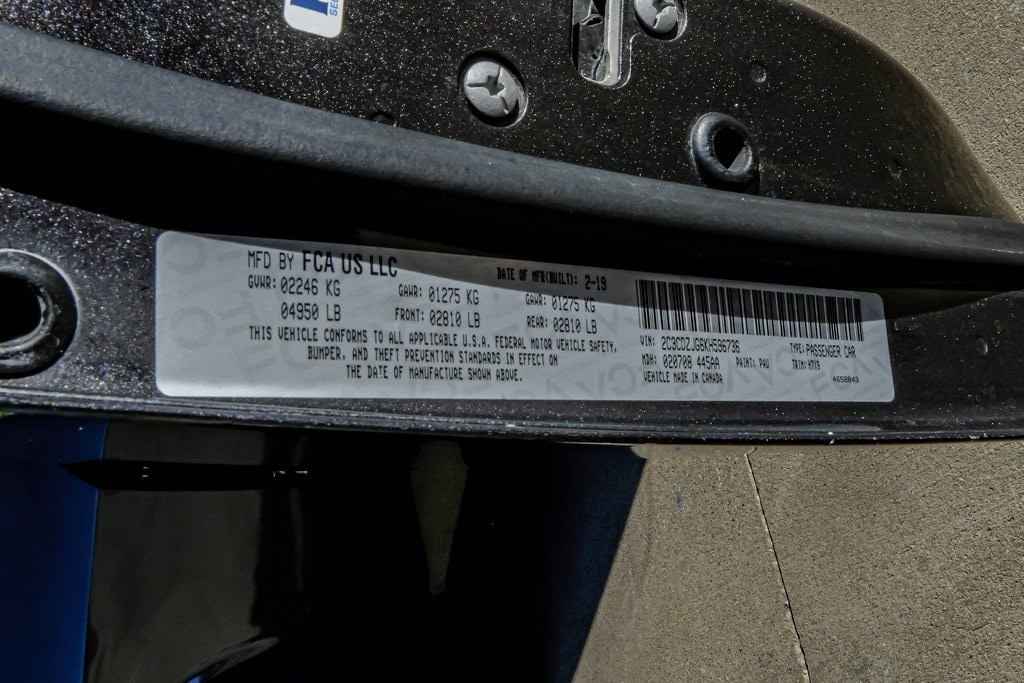 MFD BY FCA US LLC
DATE OF MFR(BUILT): 2-19
GVWR: 02246 KG
GAWR: 01275 KG
GAWR: 01275 KG
04950 LB
FRONT: 02810 LB
REAR: 02810 LB
THIS VEHICLE CONFORMS TO ALL APPLICABLE U.S.A. FEDERAL MOTOR VEHICLE SAFETY,
BUMPER, AND THEFT PREVENTION STANDARDS IN EFFECT ON
THE DATE OF MANUFACTURE SHOWN ABOVE.
VIN: 2C3CDZJG6KH596736
TYPE: PASSENGER CAR
MDH: 020708 445AA
PAINT: PAU
TRIM: H7X9
VEHICLE MADE IN CANADA
4658843